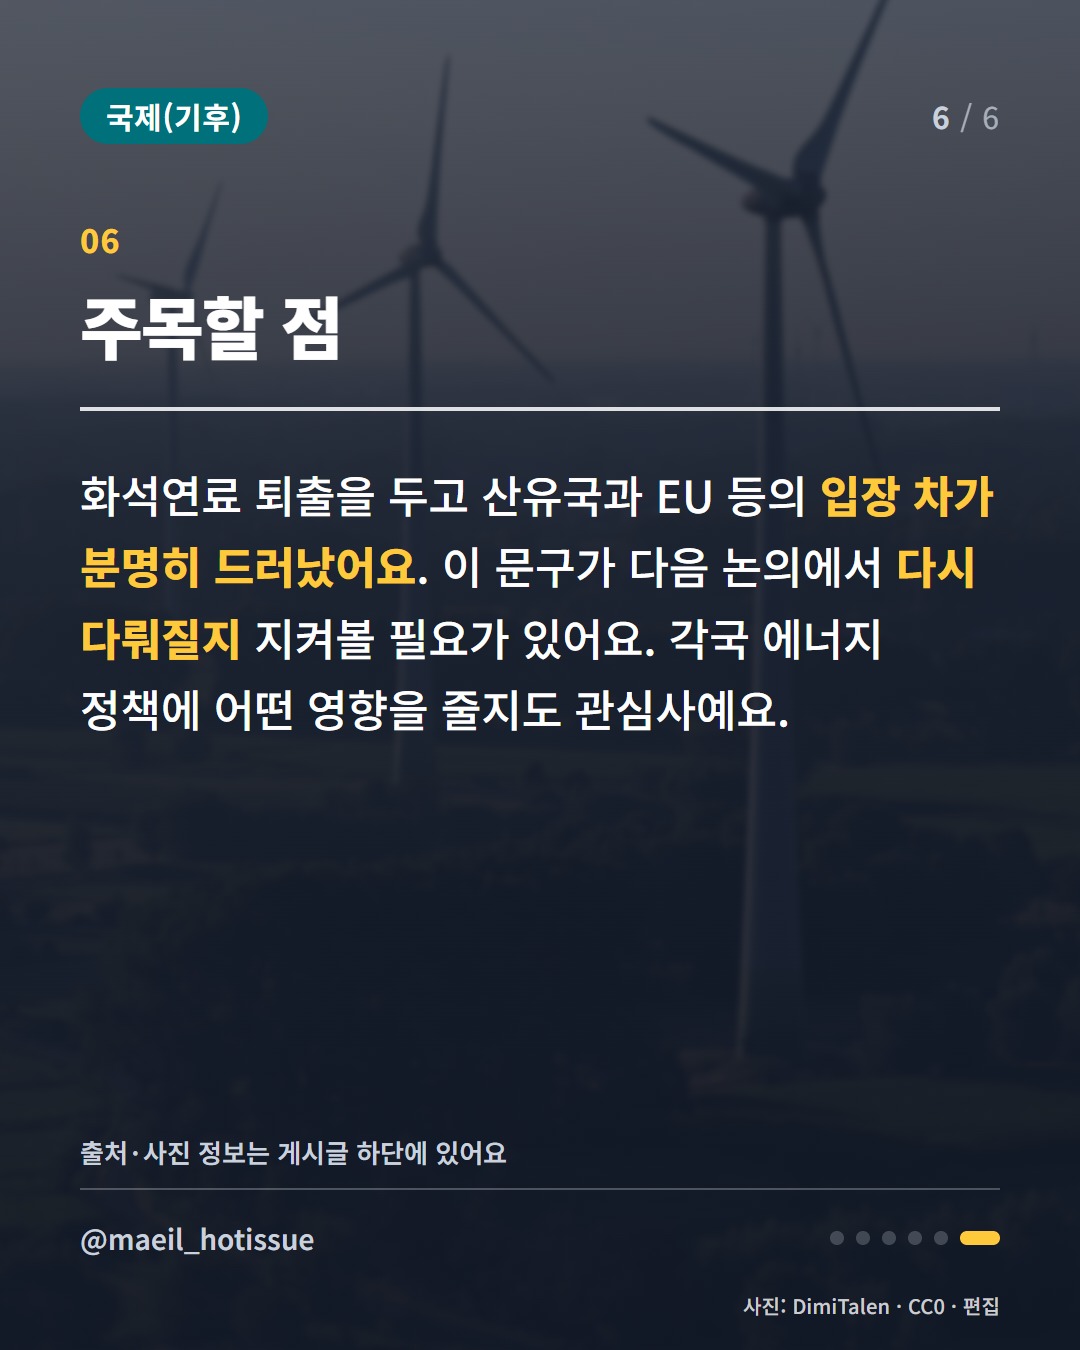 국제(기후)
6 / 6
06
주목할 점
화석연료 퇴출을 두고 산유국과 EU 등의 입장 차가
분명히 드러났어요. 이 문구가 다음 논의에서 다시
다뤄질지 지켜볼 필요가 있어요. 각국 에너지
정책에 어떤 영향을 줄지도 관심사예요.
출처·사진 정보는 게시글 하단에 있어요
@maeil_hotissue
사진: DimiTalen · CC0 · 편집